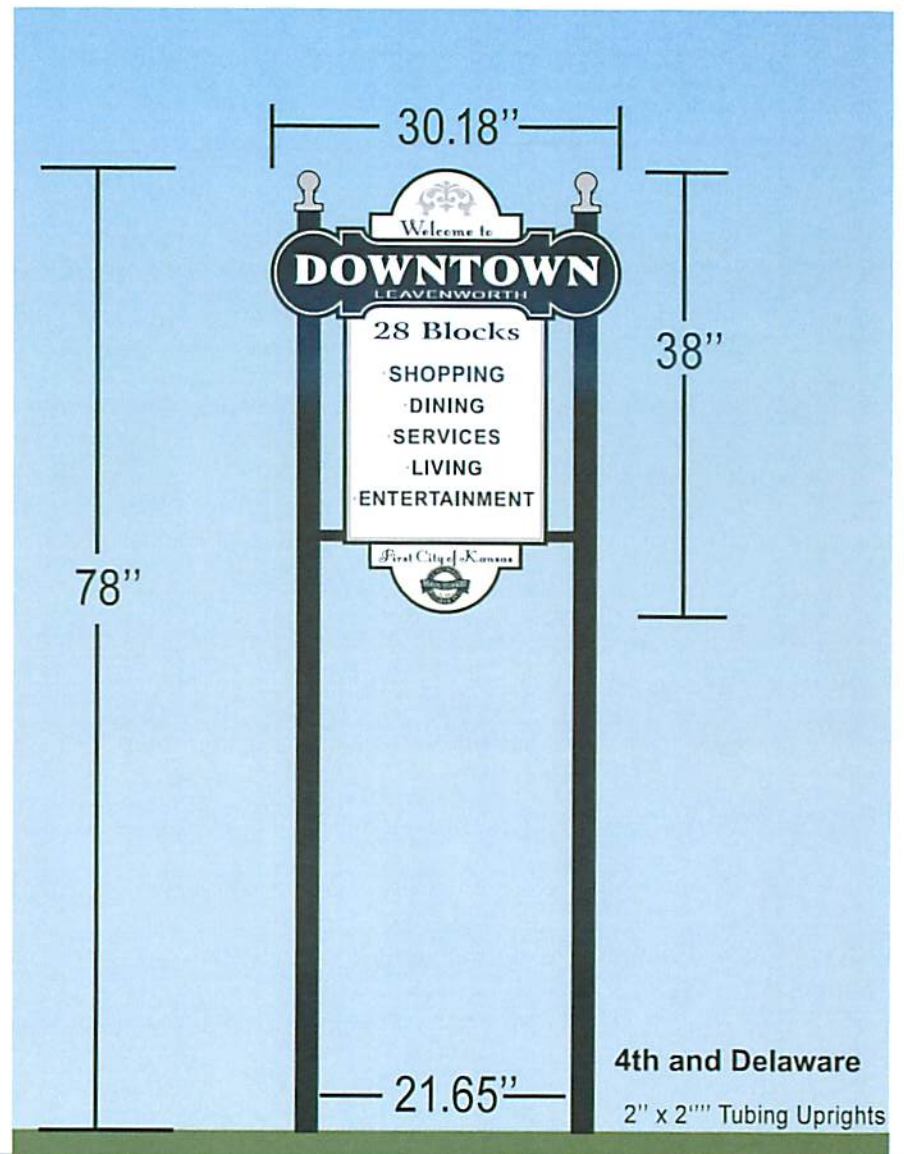 30.18”
Welcome to
DOWNTOWN
LEAVENWORTH
28 Blocks
·SHOPPING
·DINING
·SERVICES
·LIVING
·ENTERTAINMENT
First City of Kansas
38”
78”
21.65”
4th and Delaware
2” x 2”” Tubing Uprights